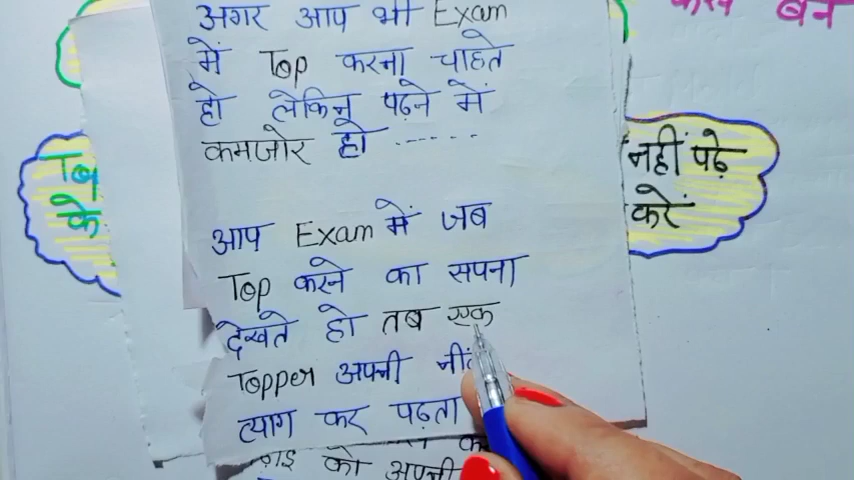 अगर आप भी Exam
में Top करना चाहते
हो लेकिन पढ़ने में
कमजोर हो ......
आप Exam में जब
Top करने का सपना
देखते हो तब एक
Topper अपनी
त्याग कर पढ़ता
को अपनी
के
नहीं पढे़
करें
बन